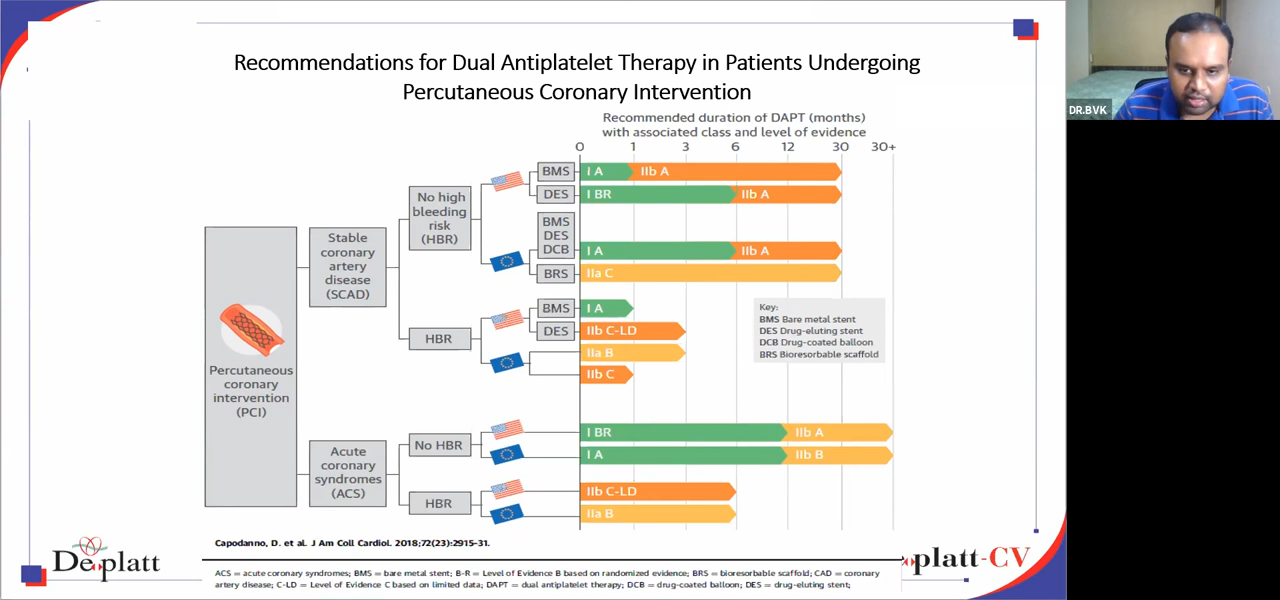 Recommendations for Dual Antiplatelet Therapy in Patients Undergoing
Percutaneous Coronary Intervention
DR.BVK
Recommended duration of DAPT (months)
with associated class and level of evidence
0 1 3 6 12 30 30+
Percutaneous
coronary
intervention
(PCI)
Stable
coronary
artery
disease
(SCAD)
No high
bleeding
risk
(HBR)
BMS I A IIb A
DES I BR IIb A
BMS
DES
DCB I A IIb A
BRS IIa C
HBR
BMS I A
DES IIb C-LD
IIa B
IIb C
Key:
BMS Bare metal stent
DES Drug-eluting stent
DCB Drug-coated balloon
BRS Bioresorbable scaffold
Acute
coronary
syndromes
(ACS)
No HBR
I BR IIb A
I A IIb B
HBR
IIb C-LD
IIa B
Capodanno, D. et al. J Am Coll Cardiol. 2018;72(23):2915-31.
Deplatt
platt-CV
ACS = acute coronary syndromes; BMS = bare metal stent; B-R = Level of Evidence B based on randomized evidence; BRS = bioresorbable scaffold; CAD = coronary
artery disease; C-LD = Level of Evidence C based on limited data; DAPT = dual antiplatelet therapy; DCB = drug-coated balloon; DES = drug-eluting stent;